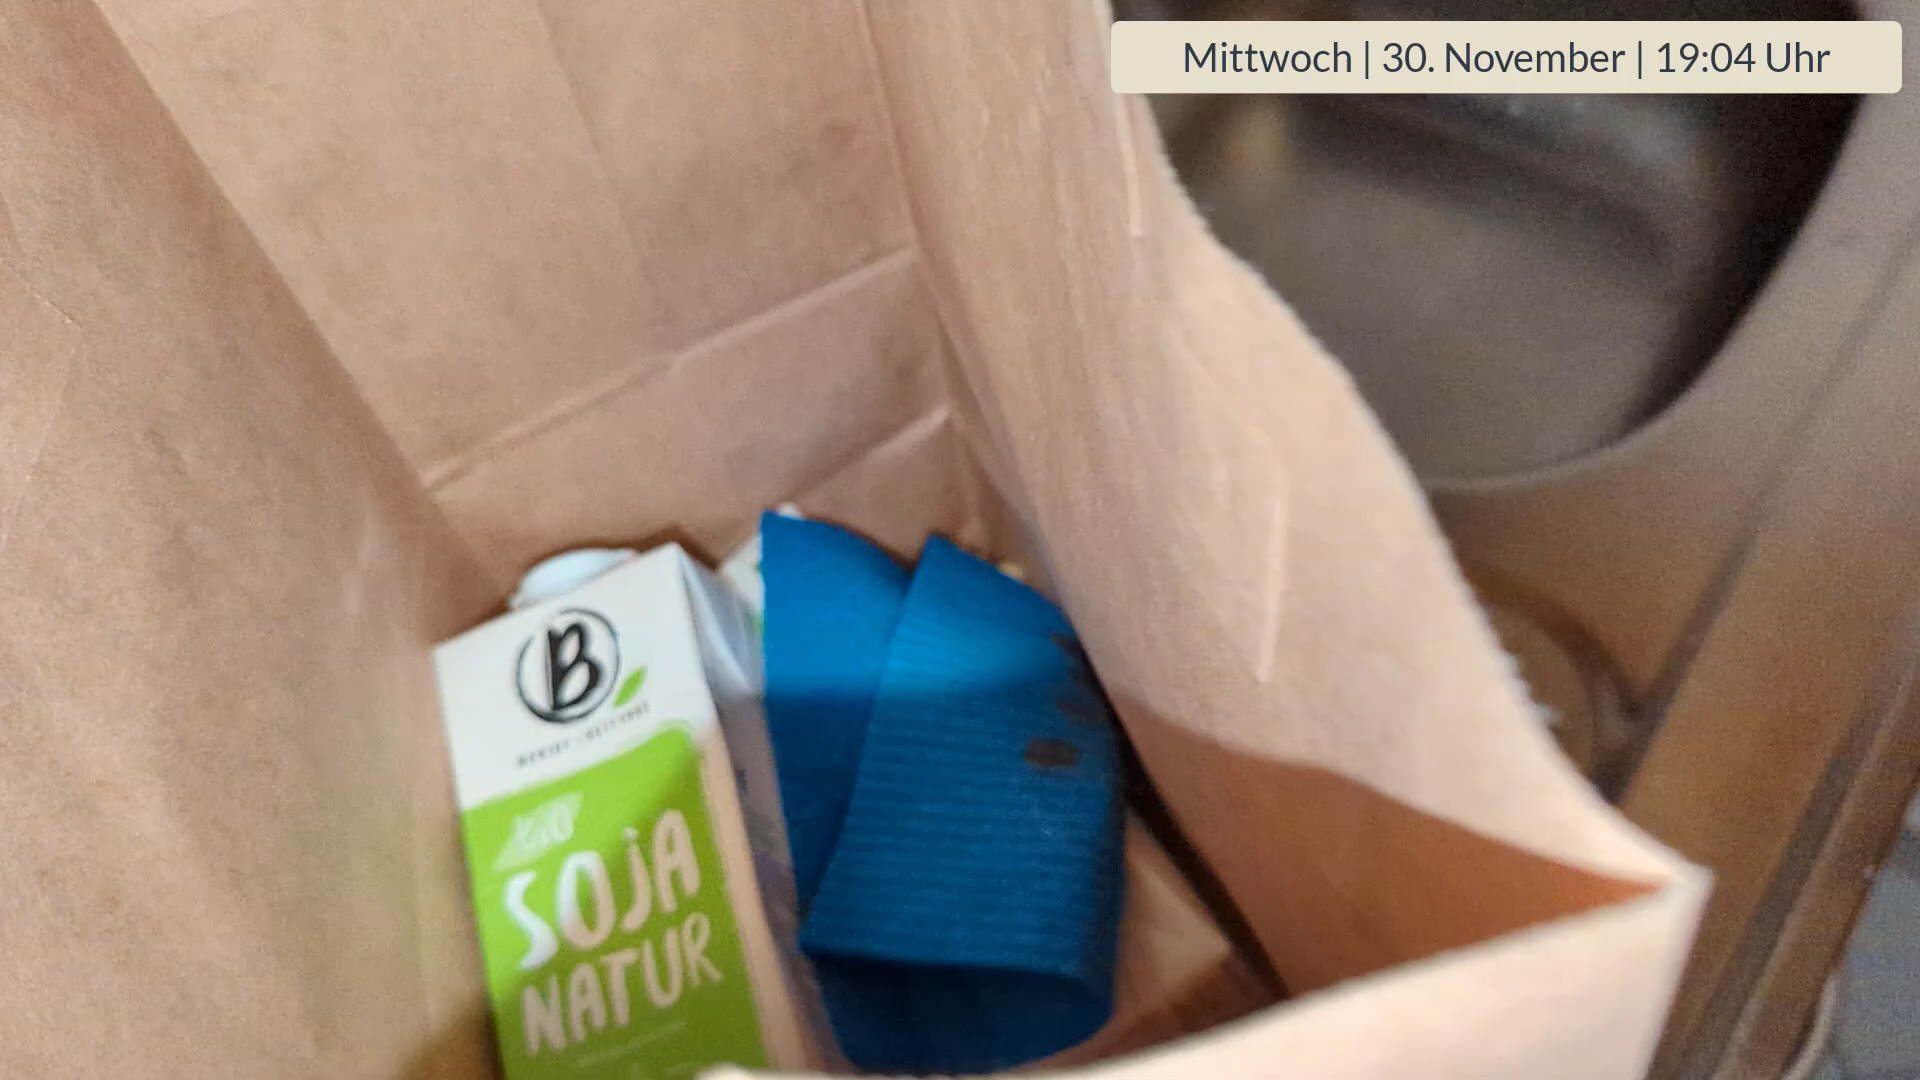 Mittwoch | 30. November | 19:04 Uhr
B
BIO
SOJA
NATUR